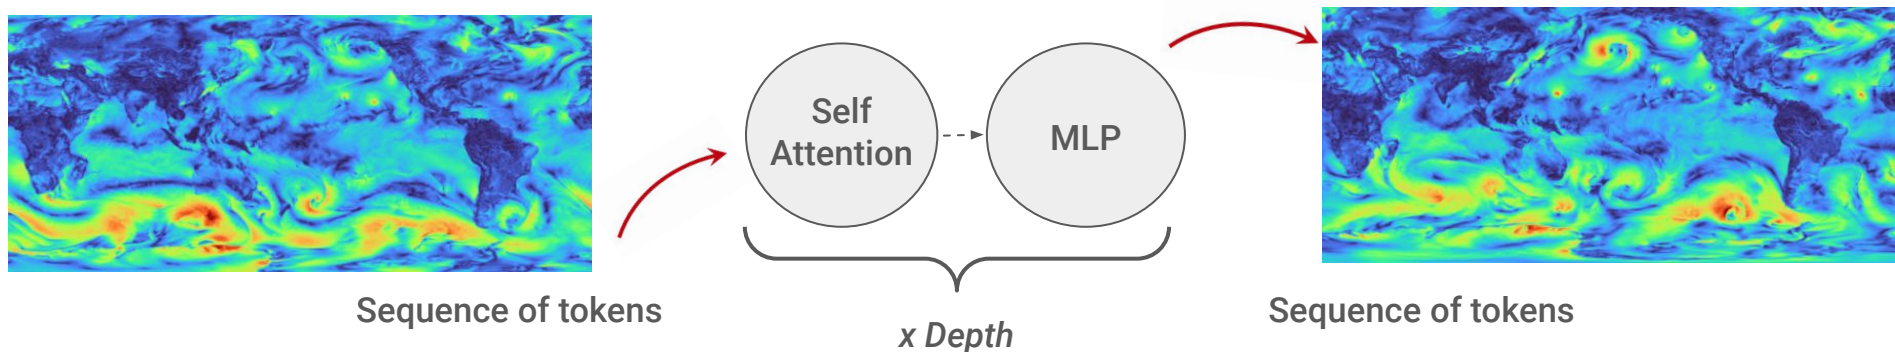 Self
Attention
MLP
Sequence of tokens
x Depth
Sequence of tokens